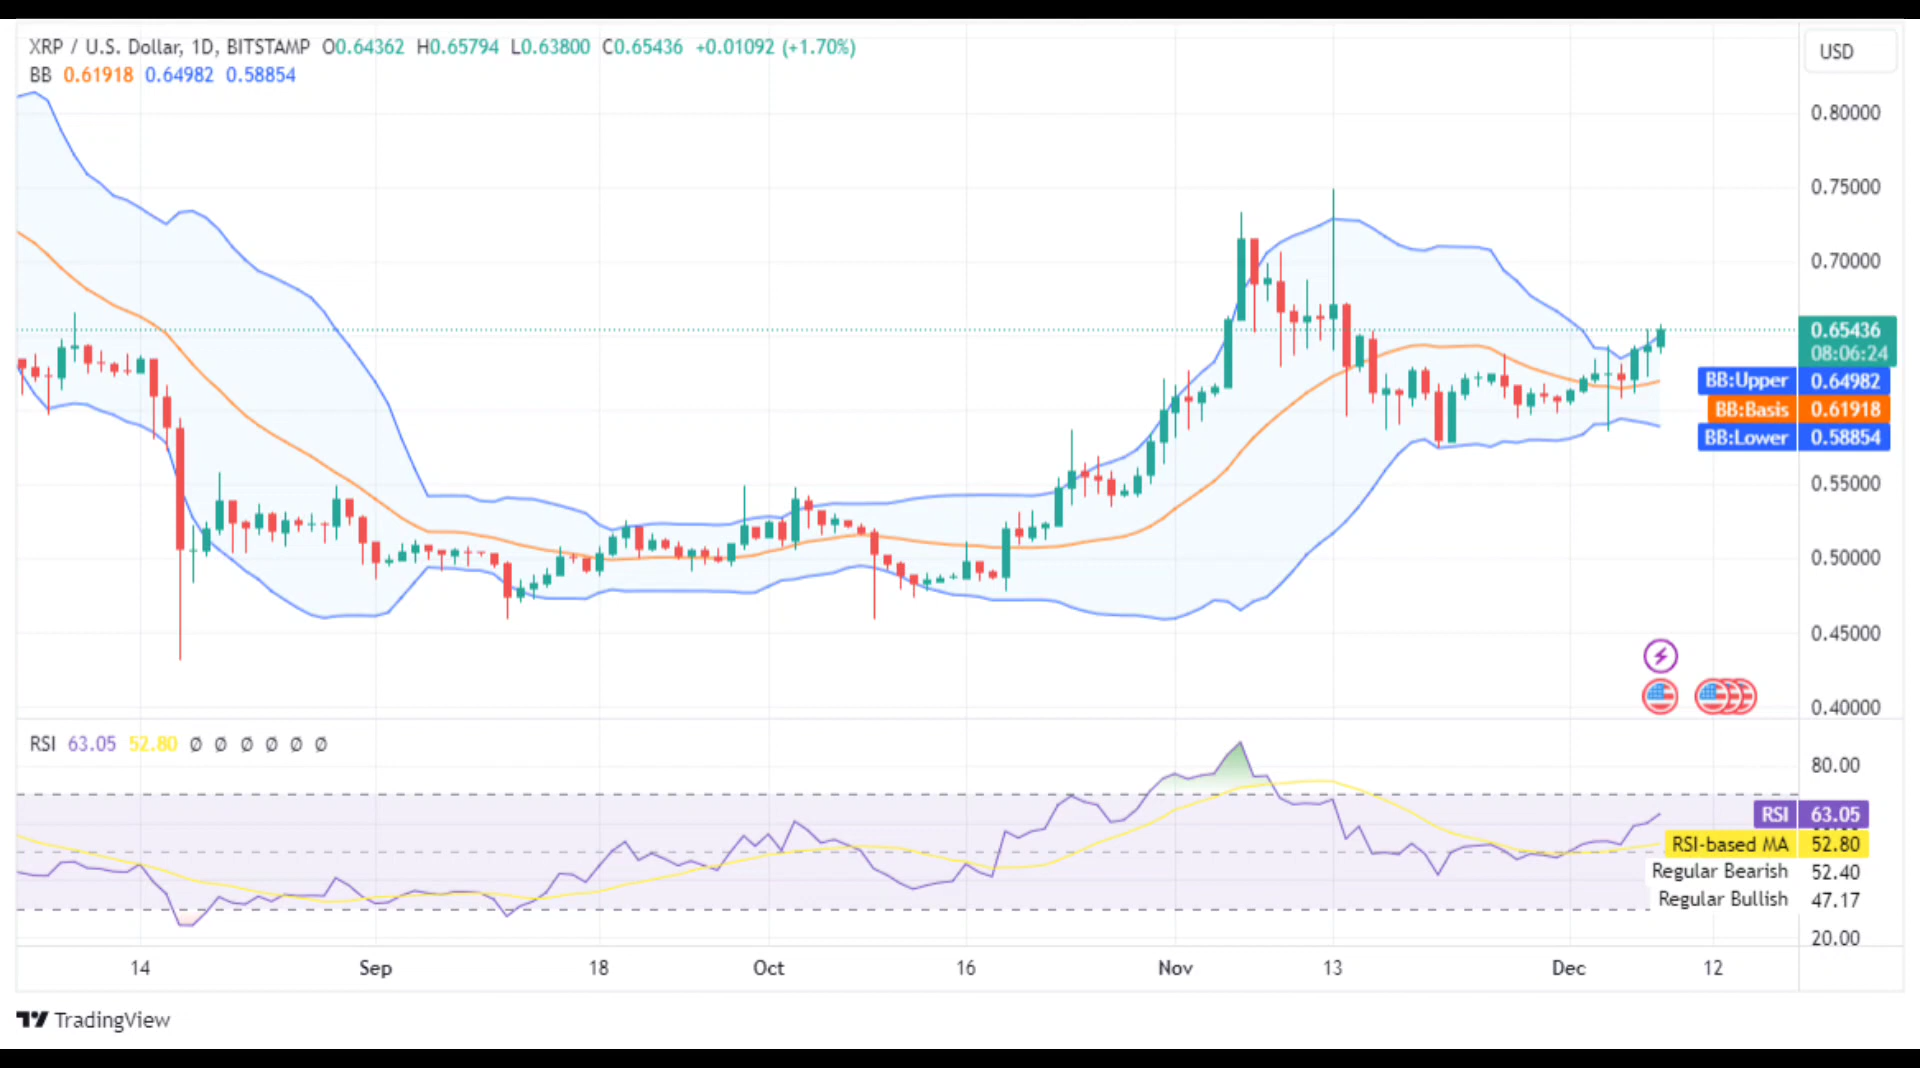 XRP / U.S. Dollar, 1D, BITSTAMP O0.64362 H0.65794 L0.63800 C0.65436 +0.01092 (+1.70%)
BB 0.61918 0.64982 0.58854
USD
0.80000
0.75000
0.70000
0.65436
08:06:24
BB:Upper 0.64982
BB:Basis 0.61918
BB:Lower 0.58854
0.55000
0.50000
0.45000
0.40000
RSI 63.05 52.80 Ø Ø Ø Ø Ø Ø
80.00
RSI 63.05
RSI-based MA 52.80
Regular Bearish 52.40
Regular Bullish 47.17
20.00
14 Sep 18 Oct 16 Nov 13 Dec 12
TradingView